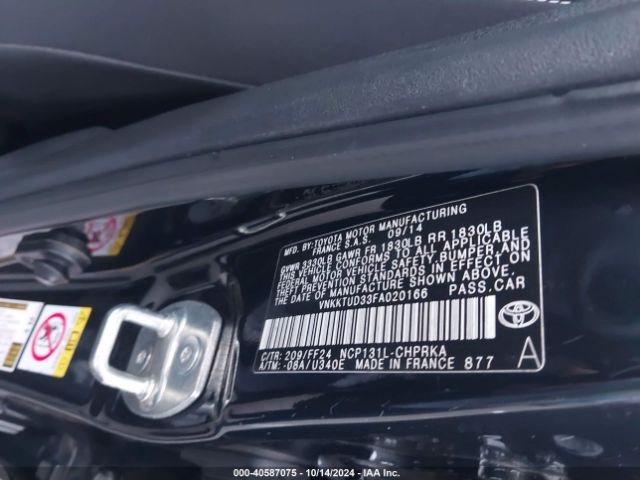 MFD. BY:TOYOTA MOTOR MANUFACTURING
FRANCE S.A.S. 09/14
GVWR 3330LB GAWR FR 1830LB RR 1830LB
THIS VEHICLE CONFORMS TO ALL APPLICABLE
FEDERAL MOTOR VEHICLE SAFETY, BUMPER, AND
THEFT PREVENTION STANDARDS IN EFFECT ON
THE DATE OF MANUFACTURE SHOWN ABOVE.
VNKKTUD33FA020166 PASS.CAR
C/TR: 209/FF24 NCP131L-CHPRKA
A/TM: -08A/U340E MADE IN FRANCE 877
TOYOTA
A
000-40587075 | 10/14/2024 | IAA Inc.